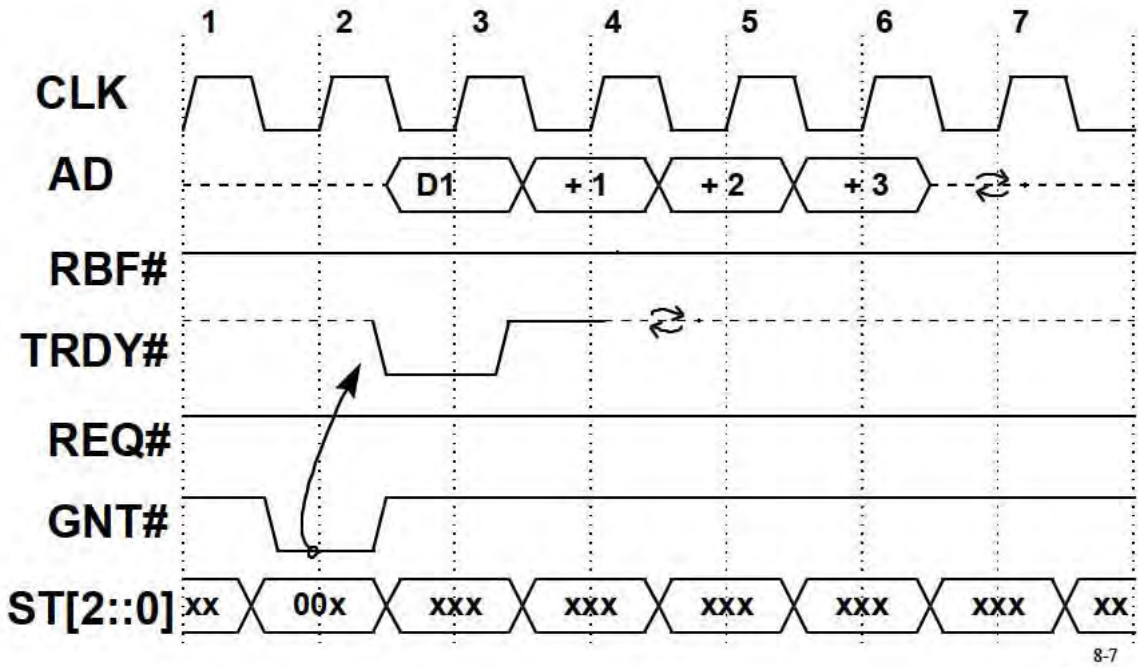 1 2 3 4 5 6 7
CLK
AD D1 + 1 + 2 + 3
RBF#
TRDY#
REQ#
GNT#
ST[2::0] xx 00x xxx xxx xxx xxx xxx xx
8-7